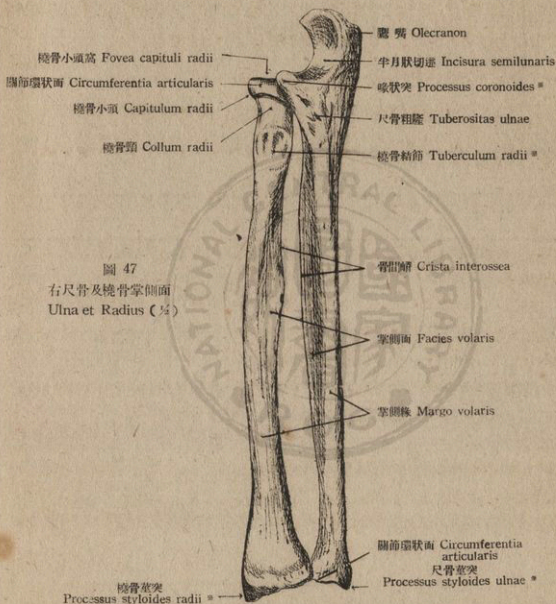 鷹 嘴 Olecranon
橈骨小頭窩 Fovea capituli radii
半月狀切迹 Incisura semilunaris
關節環狀面 Circumferentia articularis
喙狀突 Processus coronoides *
橈骨小頭 Capitulum radii
尺骨粗隆 Tuberositas ulnae
橈骨頸 Collum radii
橈骨結節 Tuberculum radii *
圖 47
右尺骨及橈骨掌側面
Ulna et Radius (½)
骨間嵴 Crista interossea
掌側面 Facies volaris
掌側緣 Margo volaris
關節環狀面 Circumferentia
articularis
尺骨莖突
Processus styloides ulnae *
橈骨莖突
Processus styloides radii *
NATIONAL CENTRAL LIBRARY